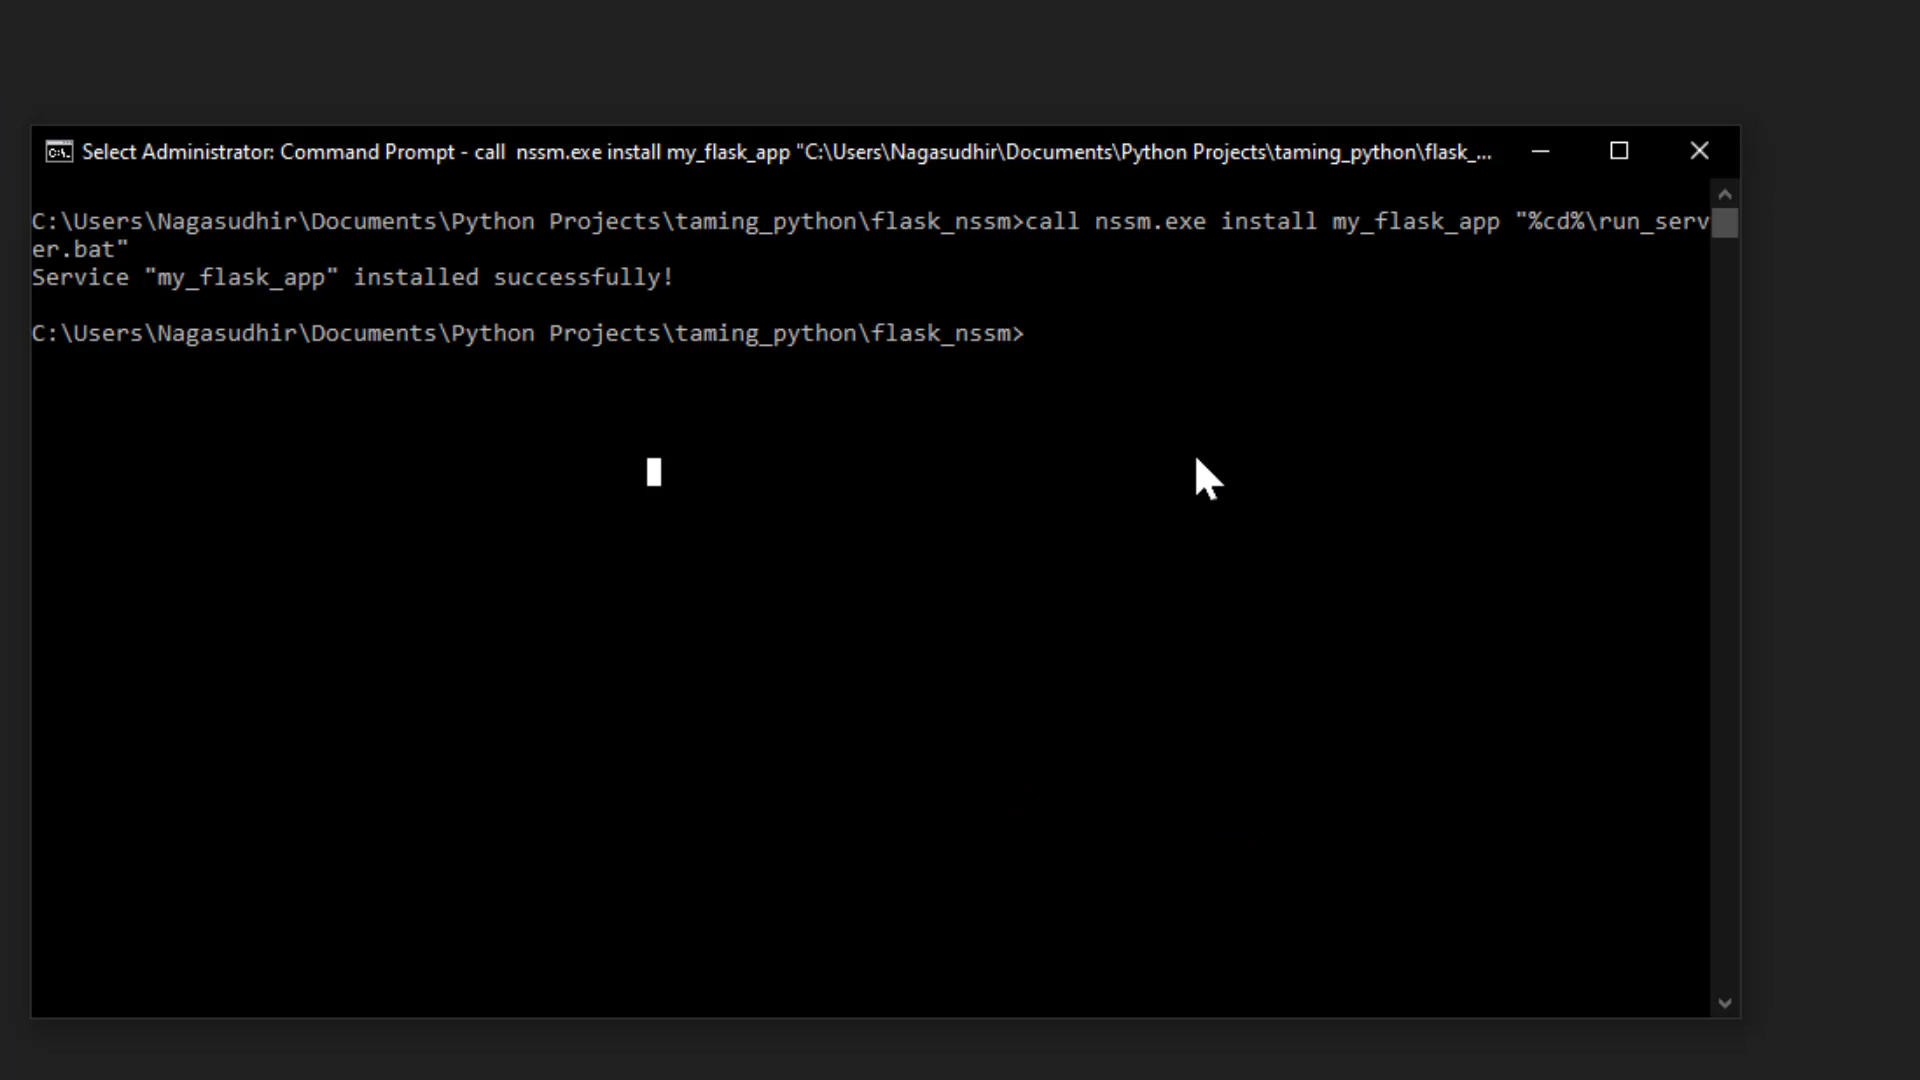 Select Administrator: Command Prompt - call  nssm.exe install my_flask_app "C:\Users\Nagasudhir\Documents\Python Projects\taming_python\flask_...
C:\Users\Nagasudhir\Documents\Python Projects\taming_python\flask_nssm>call nssm.exe install my_flask_app "%cd%\run_serv
er.bat"
Service "my_flask_app" installed successfully!
C:\Users\Nagasudhir\Documents\Python Projects\taming_python\flask_nssm>